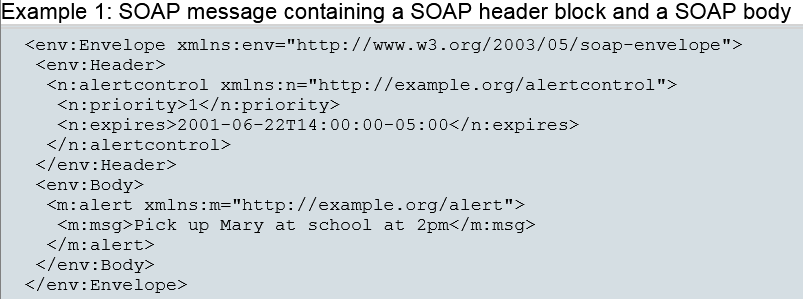 Example 1: SOAP message containing a SOAP header block and a SOAP body
<env:Envelope xmlns:env="http://www.w3.org/2003/05/soap-envelope">
<env:Header>
<n:alertcontrol xmlns:n="http://example.org/alertcontrol">
<n:priority>1</n:priority>
<n:expires>2001-06-22T14:00:00-05:00</n:expires>
</n:alertcontrol>
</env:Header>
<env:Body>
<m:alert xmlns:m="http://example.org/alert">
<m:msg>Pick up Mary at school at 2pm</m:msg>
</m:alert>
</env:Body>
</env:Envelope>